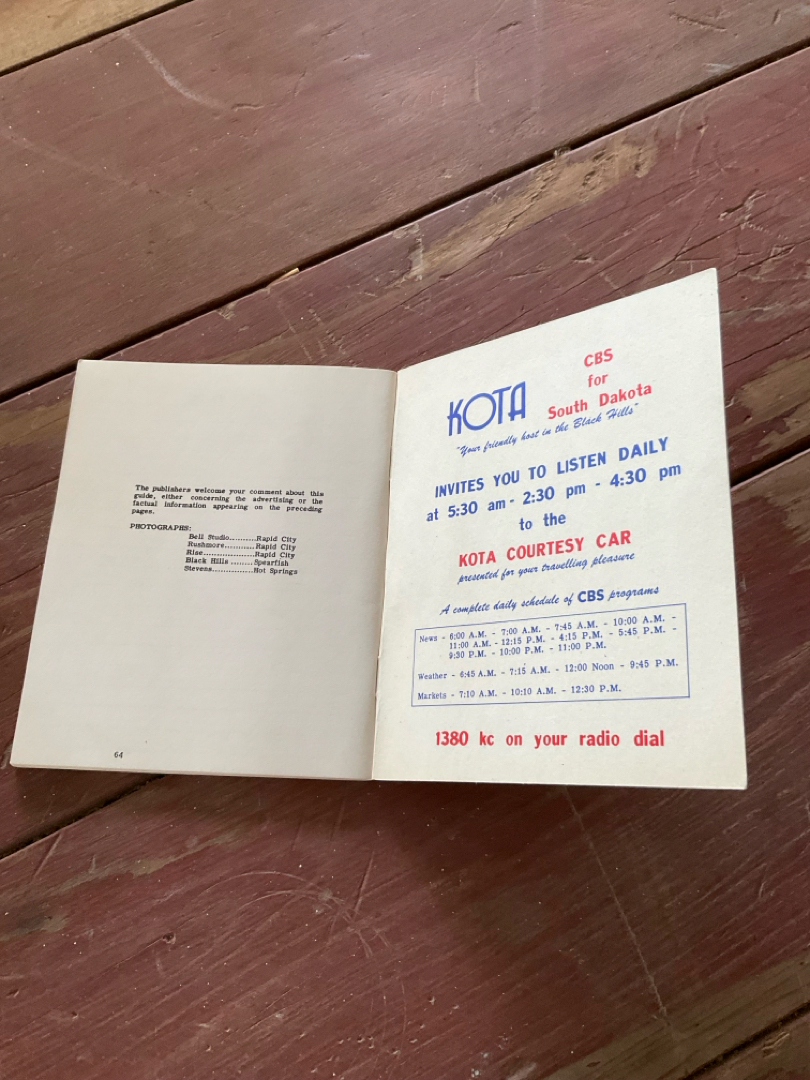 The publishers welcome your comment about this
guide, either concerning the advertising or the
factual information appearing on the preceding
pages.
PHOTOGRAPHS:
Bell Studio..........Rapid City
Rushmore...........Rapid City
Rise...................Rapid City
Black Hills ........Spearfish
Stevens...............Hot Springs
64
KOTA
CBS
for
South Dakota
"Your friendly host in the Black Hills"
INVITES YOU TO LISTEN DAILY
at 5:30 am - 2:30 pm - 4:30 pm
to the
KOTA COURTESY CAR
presented for your travelling pleasure
A complete daily schedule of CBS programs
News - 6:00 A.M. - 7:00 A.M. - 7:45 A.M. - 10:00 A.M. -
11:00 A.M. - 12:15 P.M. - 4:15 P.M. - 5:45 P.M. -
9:30 P.M. - 10:00 P.M. - 11:00 P.M.
Weather - 6:45 A.M. - 7:15 A.M. - 12:00 Noon - 9:45 P.M.
Markets - 7:10 A.M. - 10:10 A.M. - 12:30 P.M.
1380 kc on your radio dial